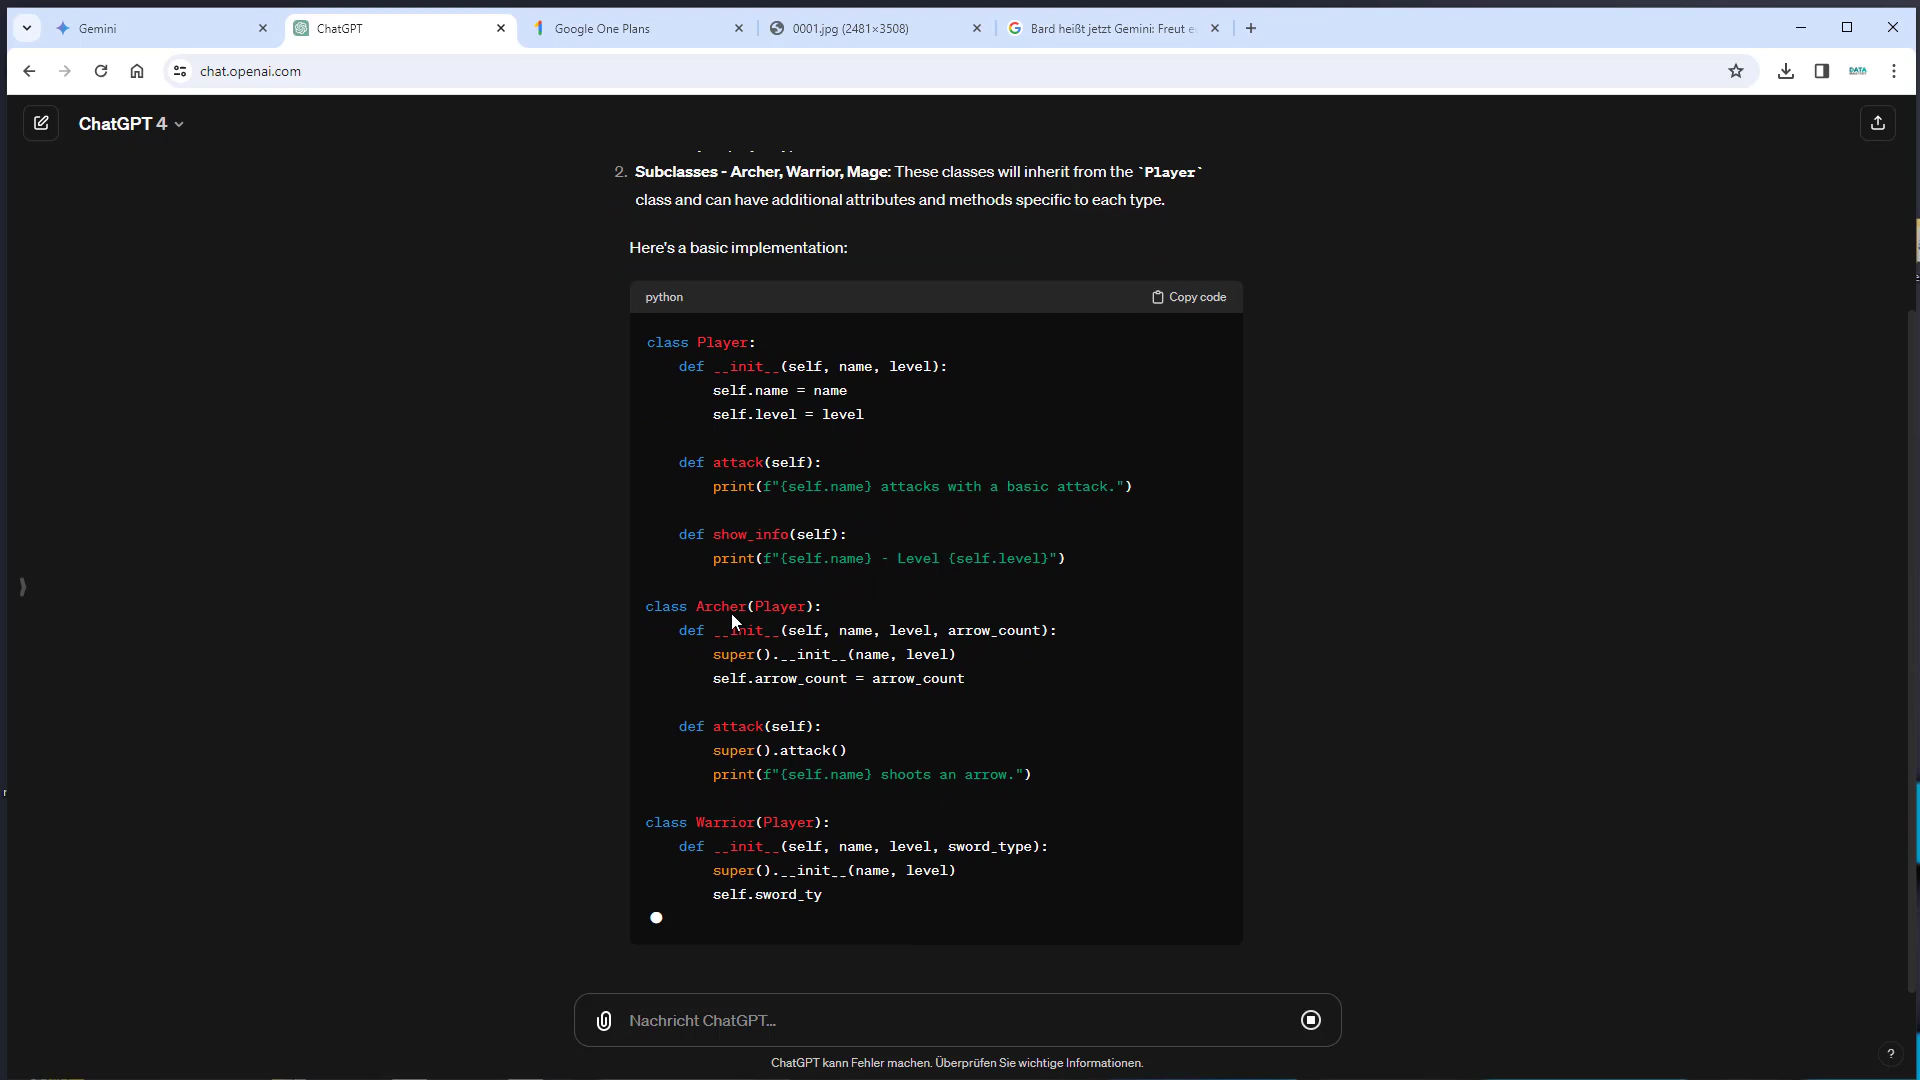 Gemini
ChatGPT
Google One Plans
0001.jpg (2481×3508)
Bard heißt jetzt Gemini: Freut e
chat.openai.com
DATA
ChatGPT 4
2. Subclasses - Archer, Warrior, Mage: These classes will inherit from the `Player`
class and can have additional attributes and methods specific to each type.
Here's a basic implementation:
python
Copy code
class Player:
    def __init__(self, name, level):
        self.name = name
        self.level = level
    def attack(self):
        print(f"{self.name} attacks with a basic attack.")
    def show_info(self):
        print(f"{self.name} - Level {self.level}")
class Archer(Player):
    def __init__(self, name, level, arrow_count):
        super().__init__(name, level)
        self.arrow_count = arrow_count
    def attack(self):
        super().attack()
        print(f"{self.name} shoots an arrow.")
class Warrior(Player):
    def __init__(self, name, level, sword_type):
        super().__init__(name, level)
        self.sword_ty
Nachricht ChatGPT...
ChatGPT kann Fehler machen. Überprüfen Sie wichtige Informationen.
?